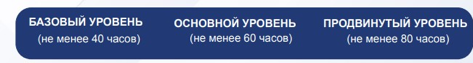 БАЗОВЫЙ УРОВЕНЬ ОСНОВНОЙ УРОВЕНЬ ПРОДВИНУТЫЙ УРОВЕНЬ
(не менее 40 часов) (не менее 60 часов) (не менее 80 часов)